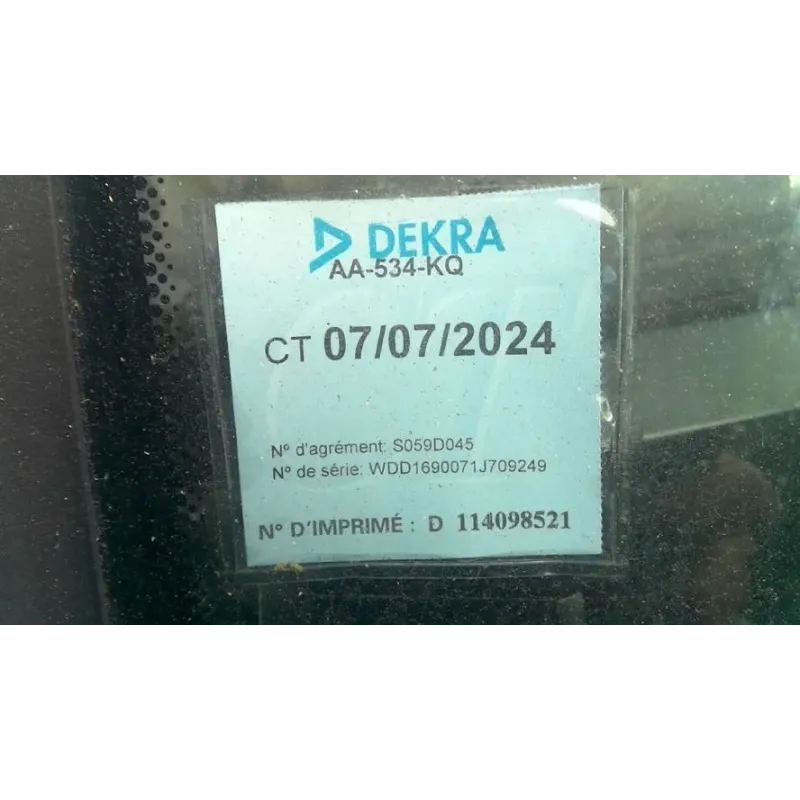 DEKRA
AA-534-KQ
CT 07/07/2024
N° d'agrément: S059D045
N° de série: WDD1690071J709249
N° D'IMPRIMÉ : D 114098521